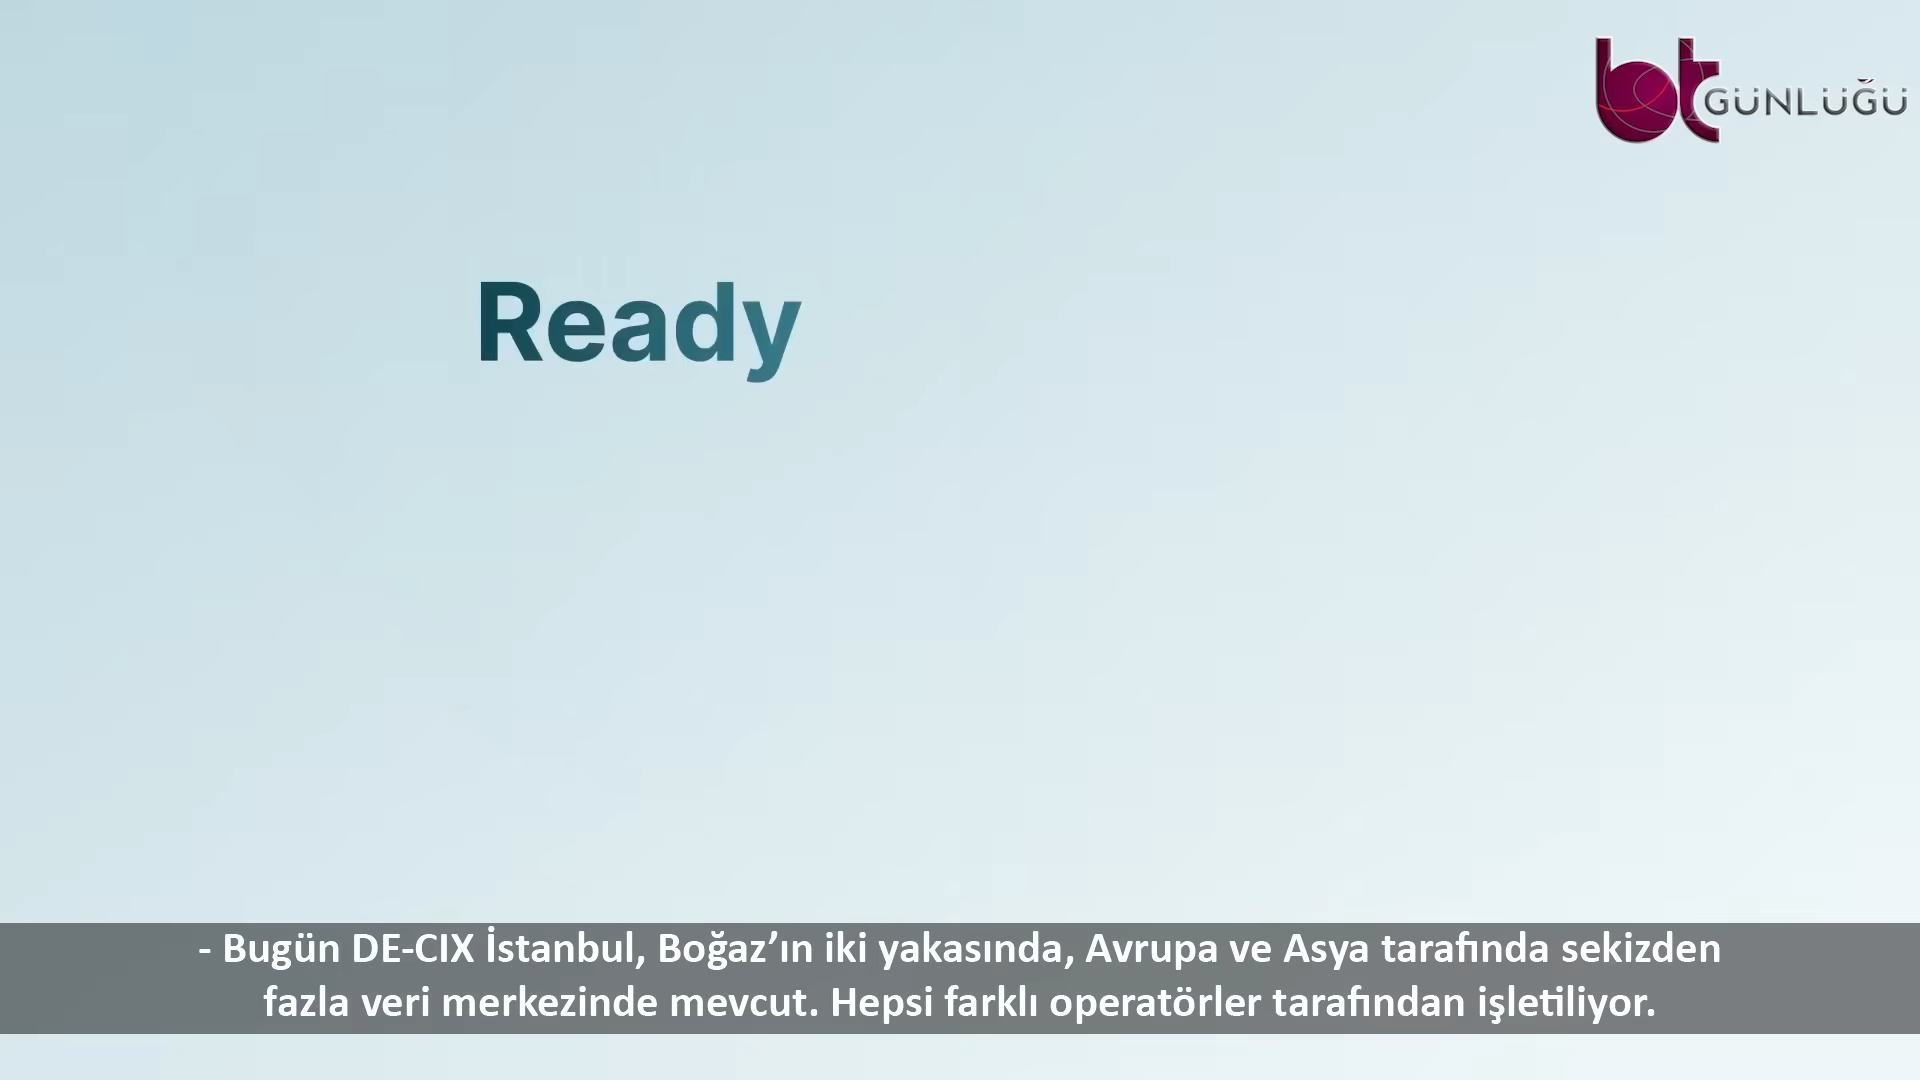 bt GÜNLÜĞÜ
Ready
- Bugün DE-CIX İstanbul, Boğaz’ın iki yakasında, Avrupa ve Asya tarafında sekizden
fazla veri merkezinde mevcut. Hepsi farklı operatörler tarafından işletiliyor.